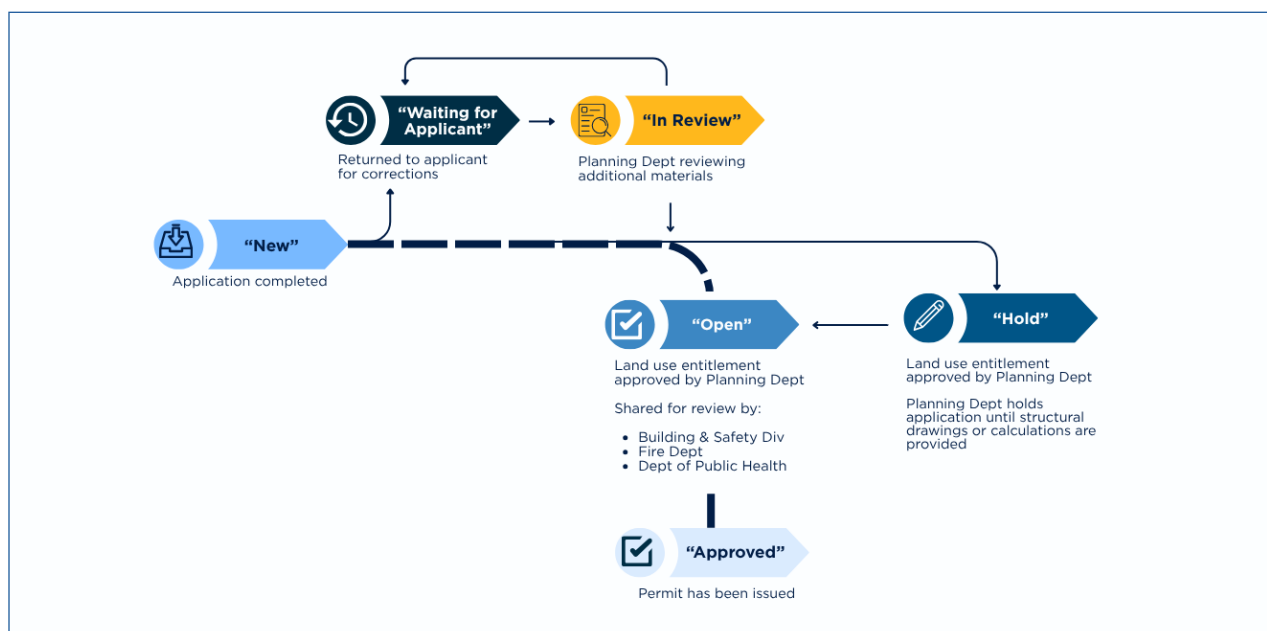 “Waiting for
Applicant”
Returned to applicant
for corrections
“In Review”
Planning Dept reviewing
additional materials
“New”
Application completed
“Open”
Land use entitlement
approved by Planning Dept
Shared for review by:
• Building & Safety Div
• Fire Dept
• Dept of Public Health
“Hold”
Land use entitlement
approved by Planning Dept
Planning Dept holds
application until structural
drawings or calculations are
provided
“Approved”
Permit has been issued